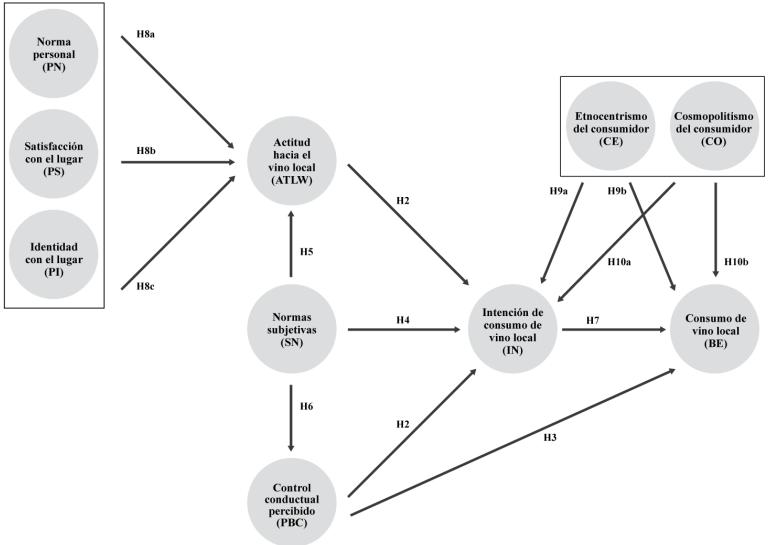 Norma
personal
(PN)
Satisfacción
con el lugar
(PS)
Identidad
con el lugar
(PI)
H8a
H8b
H8c
Actitud
hacia el
vino local
(ATLW)
H5
Normas
subjetivas
(SN)
H6
Control
conductual
percibido
(PBC)
H2
H4
H2
H3
Etnocentrismo
del consumidor
(CE)
Cosmopolitismo
del consumidor
(CO)
H9a
H9b
H10a
H10b
Intención de
consumo de
vino local
(IN)
H7
Consumo de
vino local
(BE)